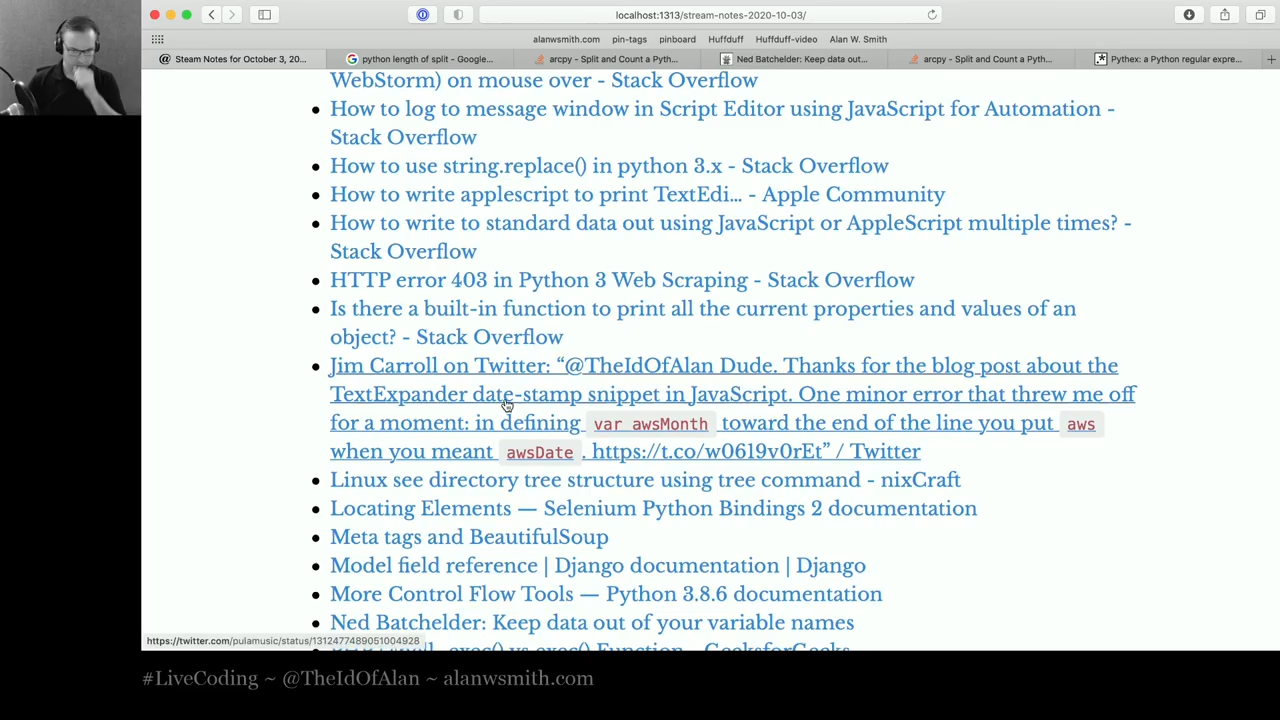 localhost:1313/stream-notes-2020-10-03/
alanwsmith.com pin-tags pinboard Huffduff Huffduff-video Alan W. Smith
@ Steam Notes for October 3, 20... python length of split - Google... arcpy - Split and Count a Pyth... Ned Batchelder: Keep data out... arcpy - Split and Count a Pyth... Pythex: a Python regular expre...
WebStorm) on mouse over - Stack Overflow
How to log to message window in Script Editor using JavaScript for Automation -
Stack Overflow
How to use string.replace() in python 3.x - Stack Overflow
How to write applescript to print TextEdi… - Apple Community
How to write to standard data out using JavaScript or AppleScript multiple times? -
Stack Overflow
HTTP error 403 in Python 3 Web Scraping - Stack Overflow
Is there a built-in function to print all the current properties and values of an
object? - Stack Overflow
Jim Carroll on Twitter: “@TheIdOfAlan Dude. Thanks for the blog post about the
TextExpander date-stamp snippet in JavaScript. One minor error that threw me off
for a moment: in defining var awsMonth toward the end of the line you put aws
when you meant awsDate. https://t.co/w0619v0rEt” / Twitter
Linux see directory tree structure using tree command - nixCraft
Locating Elements — Selenium Python Bindings 2 documentation
Meta tags and BeautifulSoup
Model field reference | Django documentation | Django
More Control Flow Tools — Python 3.8.6 documentation
Ned Batchelder: Keep data out of your variable names
exec() vs exec() Function - GeeksforGeeks
https://twitter.com/pulamusic/status/1312477489051004928
#LiveCoding ~ @TheIdOfAlan ~ alanwsmith.com